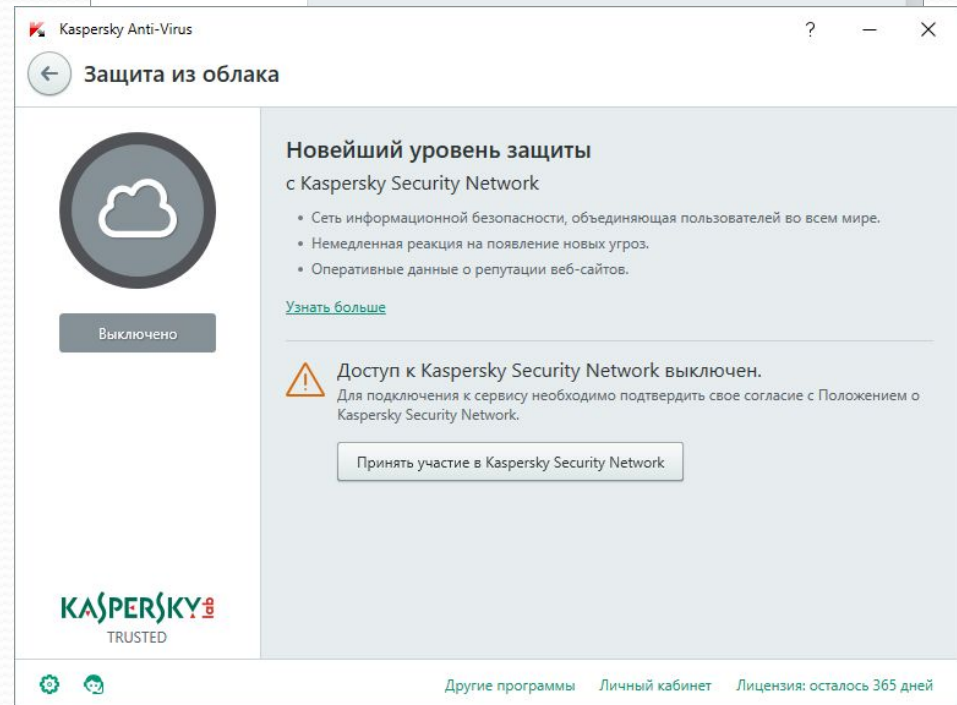 Kaspersky Anti-Virus
Защита из облака
Новейший уровень защиты
с Kaspersky Security Network
• Сеть информационной безопасности, объединяющая пользователей во всем мире.
• Немедленная реакция на появление новых угроз.
• Оперативные данные о репутации веб-сайтов.
Узнать больше
Выключено
Доступ к Kaspersky Security Network выключен.
Для подключения к сервису необходимо подтвердить свое согласие с Положением о
Kaspersky Security Network.
Принять участие в Kaspersky Security Network
KASPERSKY lab
TRUSTED
Другие программы Личный кабинет Лицензия: осталось 365 дней